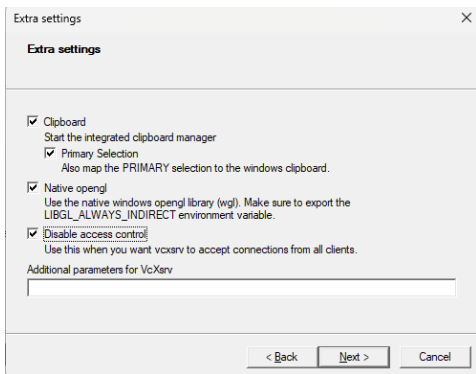 Extra settings
Extra settings
Clipboard
Start the integrated clipboard manager
Primary Selection
Also map the PRIMARY selection to the windows clipboard.
Native opengl
Use the native windows opengl library (wgl). Make sure to export the
LIBGL_ALWAYS_INDIRECT environment variable.
Disable access control
Use this when you want vcxsrv to accept connections from all clients.
Additional parameters for VcXsrv
< Back Next > Cancel